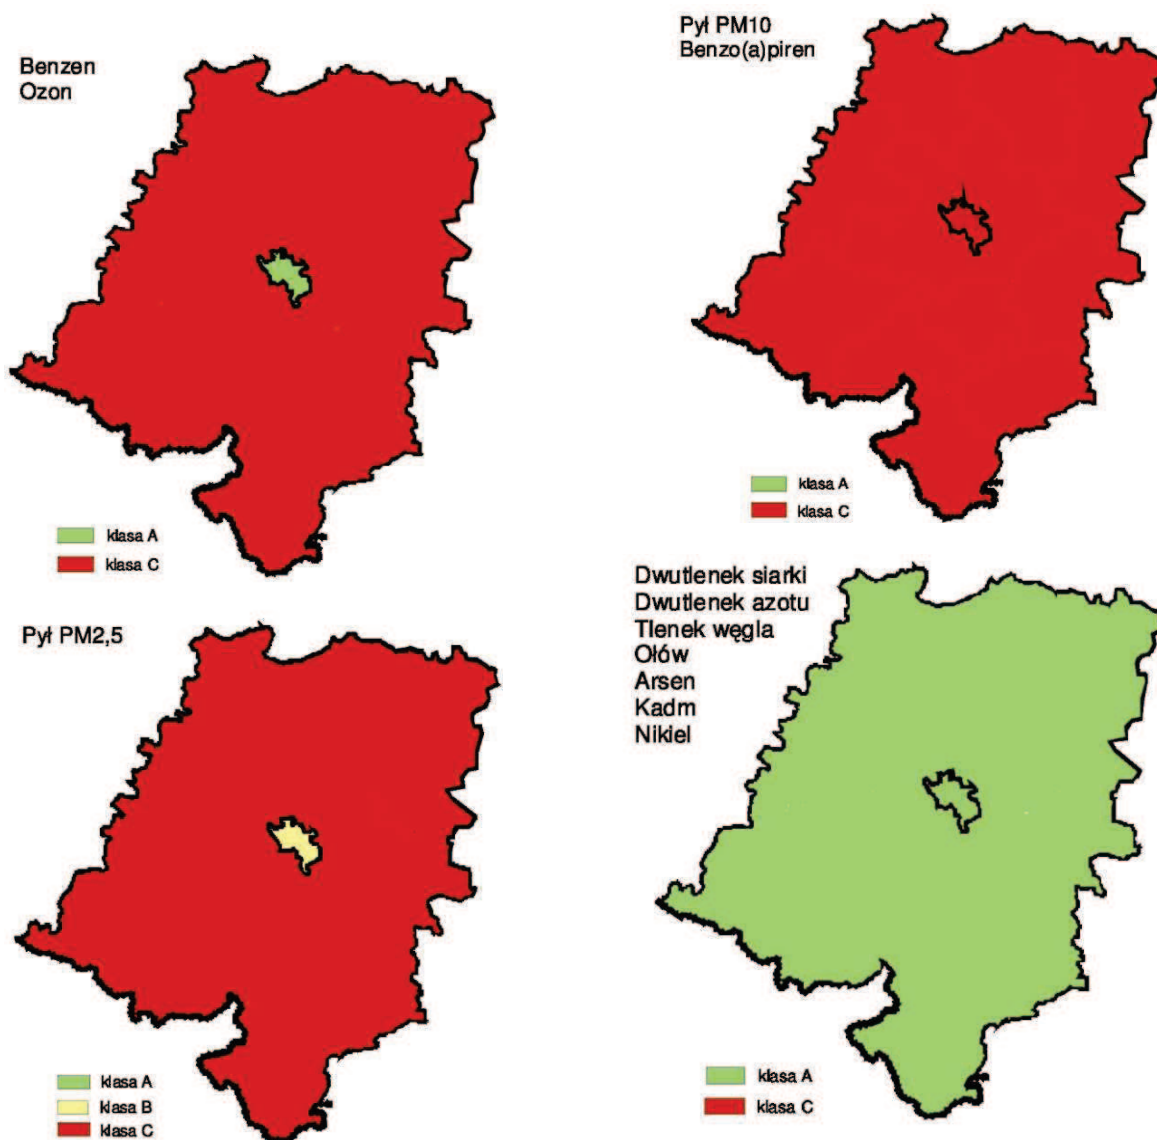 Benzen
Ozon
klasa A
klasa C
Pył PM10
Benzo(a)piren
klasa A
klasa C
Pył PM2,5
klasa A
klasa B
klasa C
Dwutlenek siarki
Dwutlenek azotu
Tlenek węgla
Ołów
Arsen
Kadm
Nikiel
klasa A
klasa C